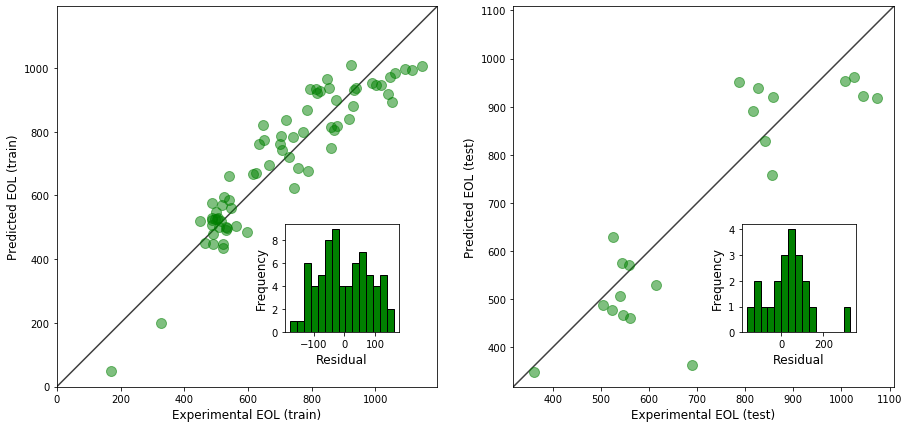 Predicted EOL (train)
1000
800
600
400
200
0
0 200 400 600 800 1000
Experimental EOL (train)
Frequency
8
6
4
2
0
−100 0 100
Residual
Predicted EOL (test)
1100
1000
900
800
700
600
500
400
400 500 600 700 800 900 1000 1100
Experimental EOL (test)
Frequency
4
3
2
1
0
0 200
Residual